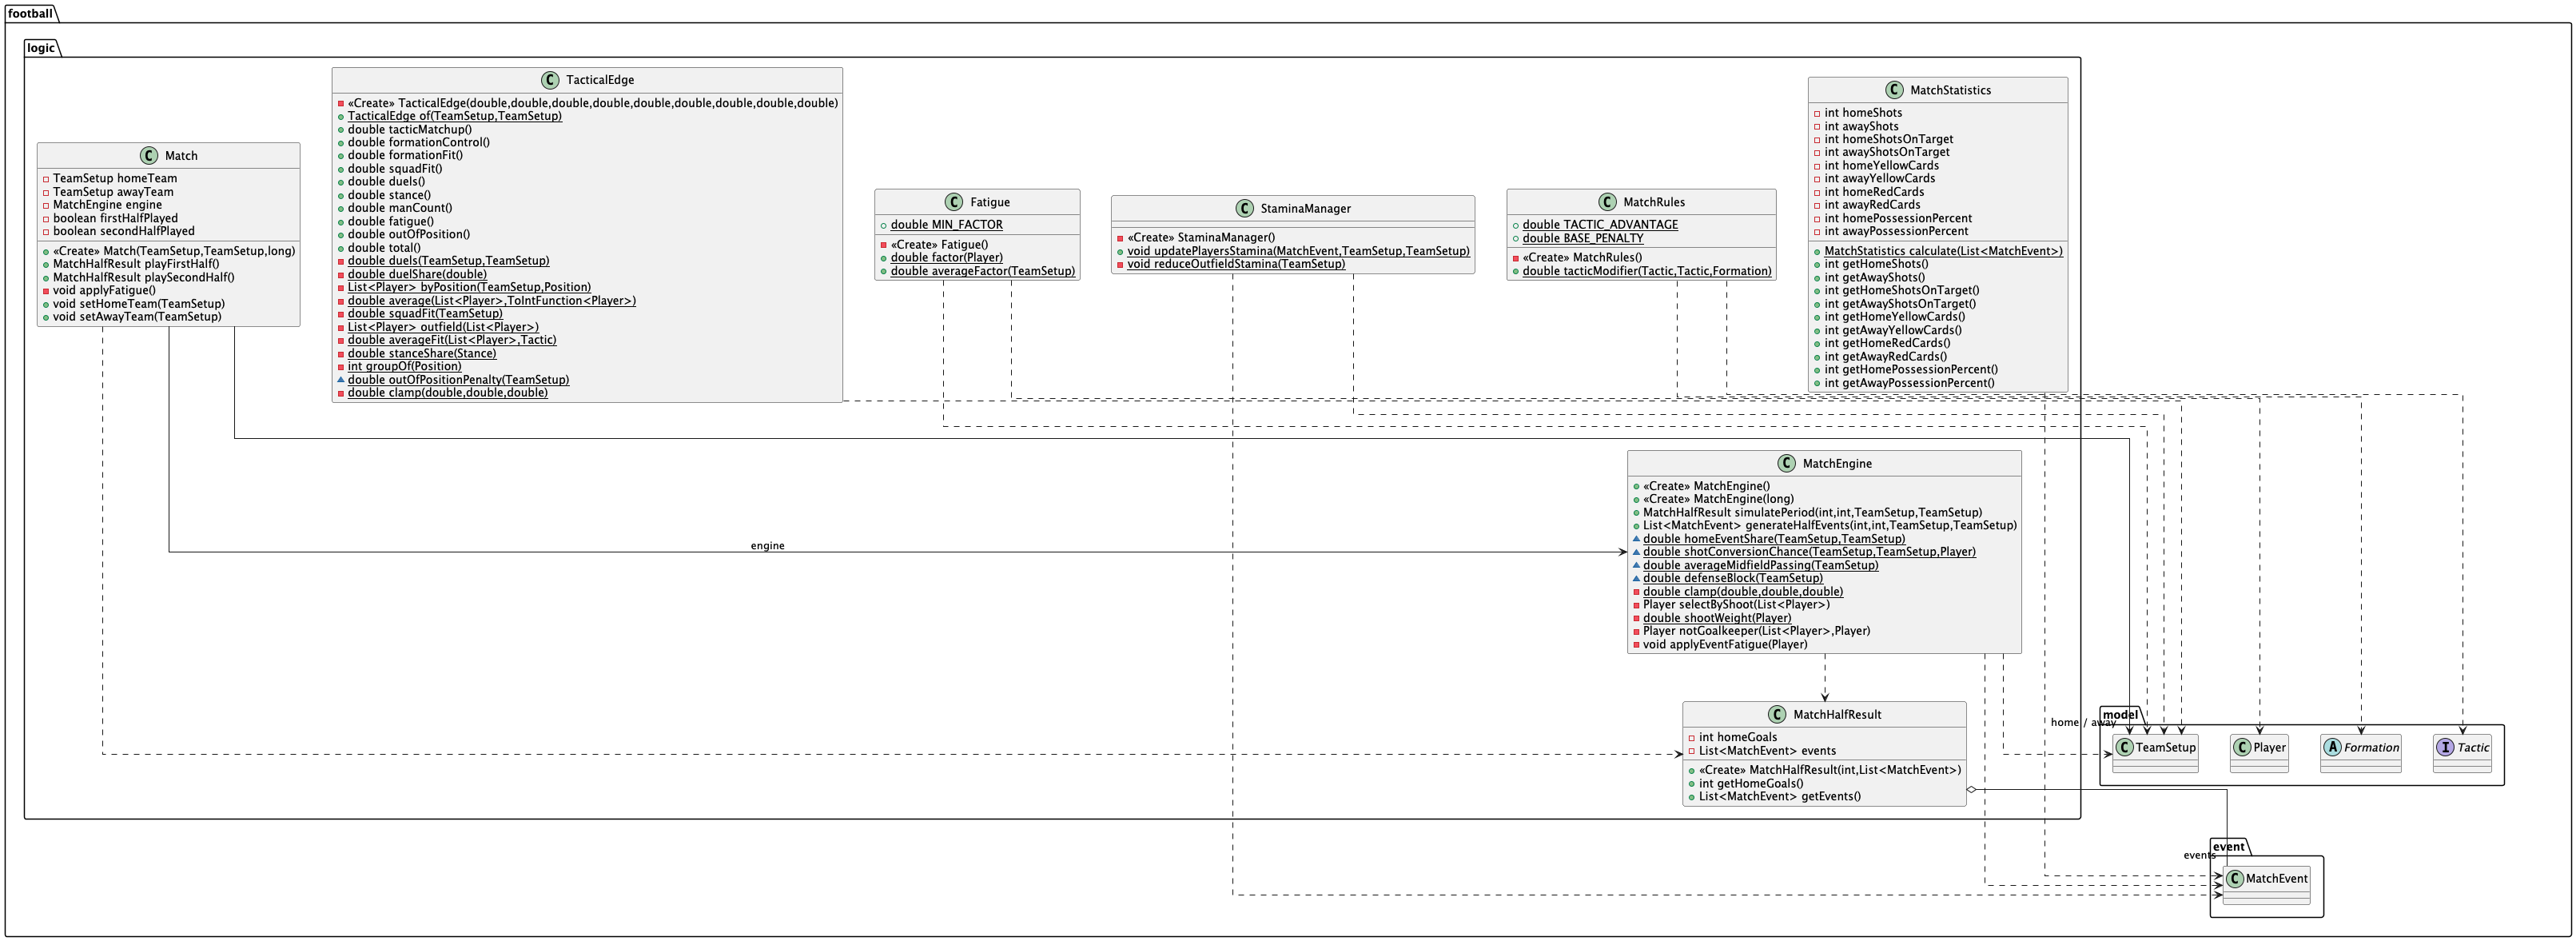 football
logic
C Match
TeamSetup homeTeam
TeamSetup awayTeam
MatchEngine engine
boolean firstHalfPlayed
boolean secondHalfPlayed
«Create» Match(TeamSetup,TeamSetup,long)
MatchHalfResult playFirstHalf()
MatchHalfResult playSecondHalf()
void applyFatigue()
void setHomeTeam(TeamSetup)
void setAwayTeam(TeamSetup)
C TacticalEdge
«Create» TacticalEdge(double,double,double,double,double,double,double,double,double)
TacticalEdge of(TeamSetup,TeamSetup)
double tacticMatchup()
double formationControl()
double formationFit()
double squadFit()
double duels()
double stance()
double manCount()
double fatigue()
double outOfPosition()
double total()
double duels(TeamSetup,TeamSetup)
double duelShare(double)
List<Player> byPosition(TeamSetup,Position)
double average(List<Player>,ToIntFunction<Player>)
double squadFit(TeamSetup)
List<Player> outfield(List<Player>)
double averageFit(List<Player>,Tactic)
double stanceShare(Stance)
int groupOf(Position)
double outOfPositionPenalty(TeamSetup)
double clamp(double,double,double)
C Fatigue
double MIN_FACTOR
«Create» Fatigue()
double factor(Player)
double averageFactor(TeamSetup)
C StaminaManager
«Create» StaminaManager()
void updatePlayersStamina(MatchEvent,TeamSetup,TeamSetup)
void reduceOutfieldStamina(TeamSetup)
C MatchRules
double TACTIC_ADVANTAGE
double BASE_PENALTY
«Create» MatchRules()
double tacticModifier(Tactic,Tactic,Formation)
C MatchStatistics
int homeShots
int awayShots
int homeShotsOnTarget
int awayShotsOnTarget
int homeYellowCards
int awayYellowCards
int homeRedCards
int awayRedCards
int homePossessionPercent
int awayPossessionPercent
MatchStatistics calculate(List<MatchEvent>)
int getHomeShots()
int getAwayShots()
int getHomeShotsOnTarget()
int getAwayShotsOnTarget()
int getHomeYellowCards()
int getAwayYellowCards()
int getHomeRedCards()
int getAwayRedCards()
int getHomePossessionPercent()
int getAwayPossessionPercent()
C MatchEngine
«Create» MatchEngine()
«Create» MatchEngine(long)
MatchHalfResult simulatePeriod(int,int,TeamSetup,TeamSetup)
List<MatchEvent> generateHalfEvents(int,int,TeamSetup,TeamSetup)
double homeEventShare(TeamSetup,TeamSetup)
double shotConversionChance(TeamSetup,TeamSetup,Player)
double averageMidfieldPassing(TeamSetup)
double defenseBlock(TeamSetup)
double clamp(double,double,double)
Player selectByShoot(List<Player>)
double shootWeight(Player)
Player notGoalkeeper(List<Player>,Player)
void applyEventFatigue(Player)
engine
C MatchHalfResult
int homeGoals
List<MatchEvent> events
«Create» MatchHalfResult(int,List<MatchEvent>)
int getHomeGoals()
List<MatchEvent> getEvents()
home / away
model
C TeamSetup
C Player
A Formation
I Tactic
events
event
C MatchEvent